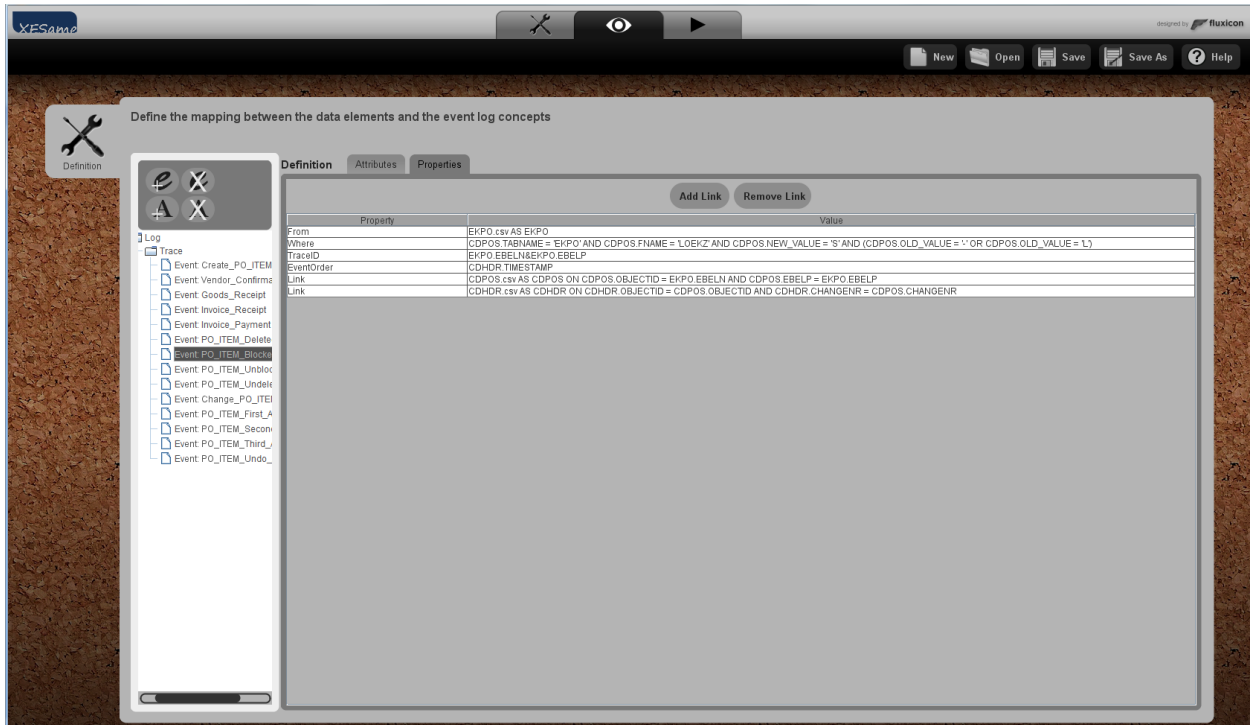 XESame
designed by fluxicon
New Open Save Save As Help
Define the mapping between the data elements and the event log concepts
Definition
Definition Attributes Properties
Add Link Remove Link
Property Value
From EKPO.csv AS EKPO
Where CDPOS.TABNAME = 'EKPO' AND CDPOS.FNAME = 'LOEKZ' AND CDPOS.NEW_VALUE = 'S' AND (CDPOS.OLD_VALUE = '-' OR CDPOS.OLD_VALUE = 'L')
TraceID EKPO.EBELN&EKPO.EBELP
EventOrder CDHDR.TIMESTAMP
Link CDPOS.csv AS CDPOS ON CDPOS.OBJECTID = EKPO.EBELN AND CDPOS.EBELP = EKPO.EBELP
Link CDHDR.csv AS CDHDR ON CDHDR.OBJECTID = CDPOS.OBJECTID AND CDHDR.CHANGENR = CDPOS.CHANGENR
Log
Trace
Event: Create_PO_ITEM
Event: Vendor_Confirma
Event: Goods_Receipt
Event: Invoice_Receipt
Event: Invoice_Payment
Event: PO_ITEM_Delete
Event: PO_ITEM_Blocke
Event: PO_ITEM_Unbloc
Event: PO_ITEM_Undele
Event: Change_PO_ITE
Event: PO_ITEM_First_A
Event: PO_ITEM_Secon
Event: PO_ITEM_Third_
Event: PO_ITEM_Undo_